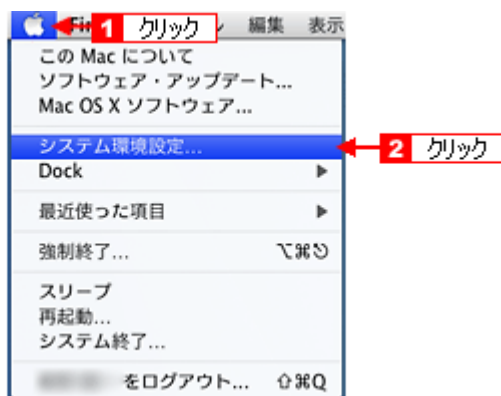 1 クリック 編集 表示
この Mac について
ソフトウェア・アップデート...
Mac OS X ソフトウェア...
システム環境設定... 2 クリック
Dock ▶
最近使った項目 ▶
強制終了... ⌥⌘⎋
スリープ
再起動...
システム終了...
をログアウト... ⇧⌘Q